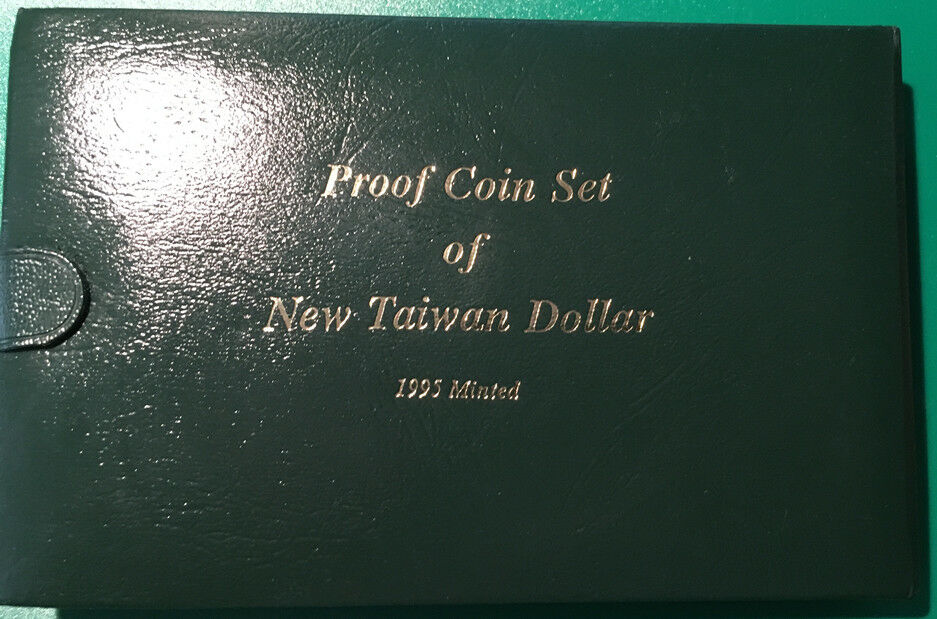 Proof Coin Set
of
New Taiwan Dollar
1995 Minted